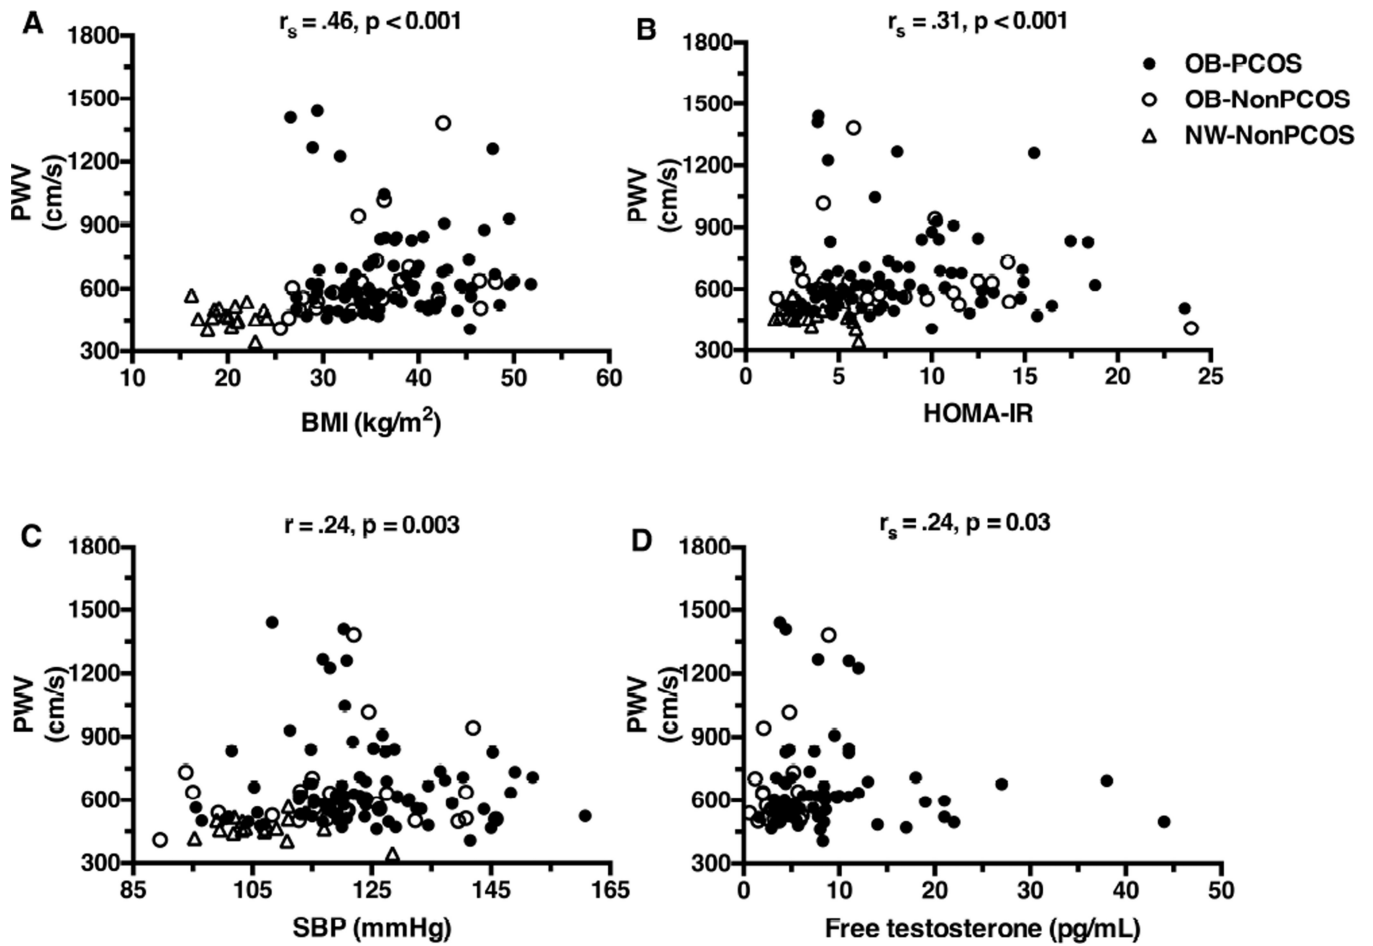 A
r_s = .46, p < 0.001
1800
1500
1200
900
600
300
PWV
(cm/s)
10 20 30 40 50 60
BMI (kg/m²)
B
r_s = .31, p < 0.001
1800
1500
1200
900
600
300
PWV
(cm/s)
0 5 10 15 20 25
HOMA-IR
OB-PCOS
OB-NonPCOS
NW-NonPCOS
C
r = .24, p = 0.003
1800
1500
1200
900
600
300
PWV
(cm/s)
85 105 125 145 165
SBP (mmHg)
D
r_s = .24, p = 0.03
1800
1500
1200
900
600
300
PWV
(cm/s)
0 10 20 30 40 50
Free testosterone (pg/mL)